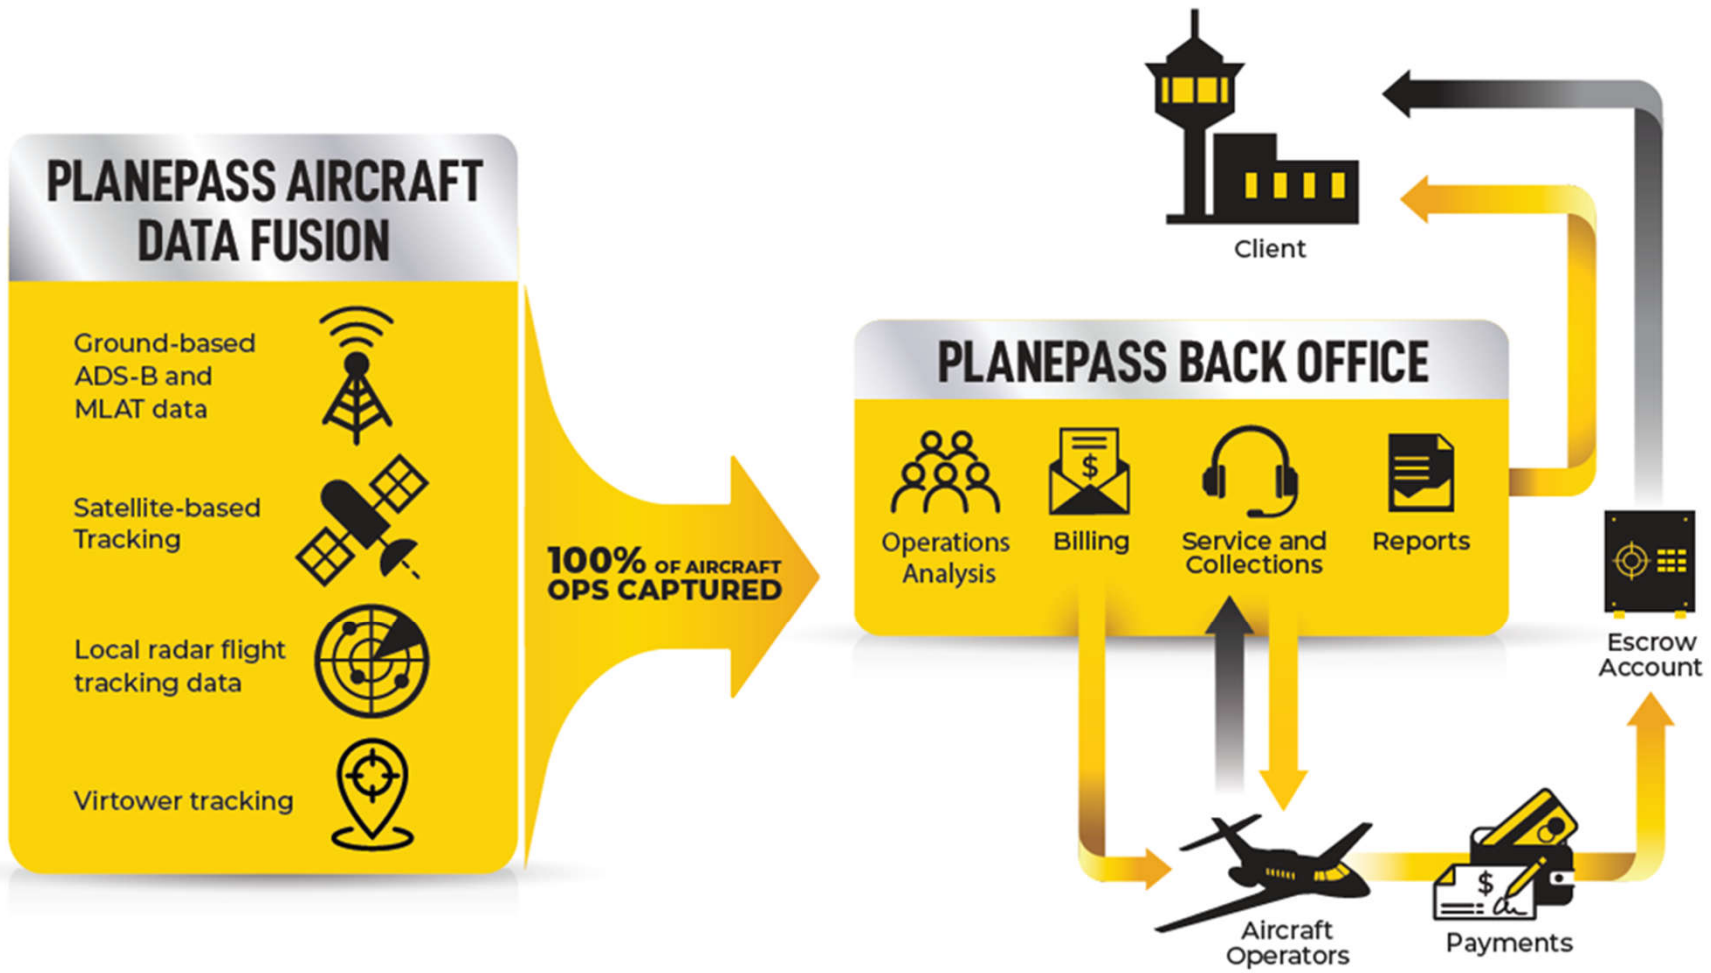 PLANEPASS AIRCRAFT
DATA FUSION
Ground-based
ADS-B and
MLAT data
Satellite-based
Tracking
Local radar flight
tracking data
Virtower tracking
100% OF AIRCRAFT
OPS CAPTURED
Client
PLANEPASS BACK OFFICE
Operations
Analysis
$
Billing
Service and
Collections
Reports
Escrow
Account
Aircraft
Operators
$
Payments